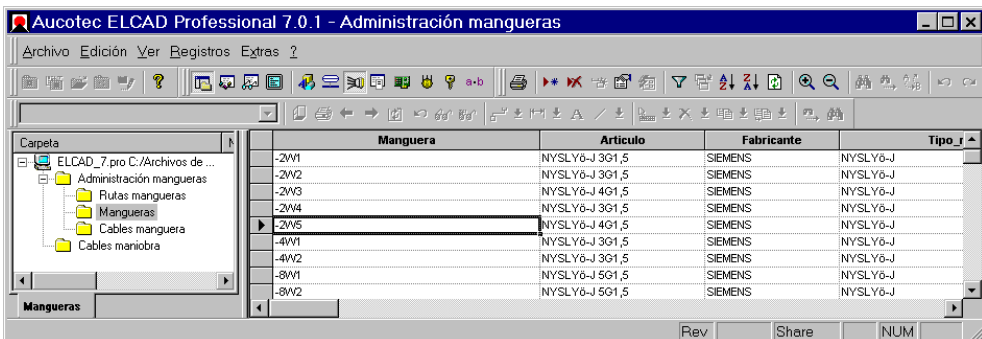 Aucotec ELCAD Professional 7.0.1 - Administración mangueras
Archivo Edición Ver Registros Extras ?
a-b
Carpeta N Manguera Articulo Fabricante Tipo_r
ELCAD_7.pro C:/Archivos de ...
Administración mangueras
Rutas mangueras
Mangueras
Cables manguera
Cables maniobra
-2W1 NYSLYö-J 3G1,5 SIEMENS NYSLYö-J
-2W2 NYSLYö-J 3G1,5 SIEMENS NYSLYö-J
-2W3 NYSLYö-J 4G1,5 SIEMENS NYSLYö-J
-2W4 NYSLYö-J 3G1,5 SIEMENS NYSLYö-J
-2W5 NYSLYö-J 4G1,5 SIEMENS NYSLYö-J
-4W1 NYSLYö-J 3G1,5 SIEMENS NYSLYö-J
-4W2 NYSLYö-J 3G1,5 SIEMENS NYSLYö-J
-8W1 NYSLYö-J 5G1,5 SIEMENS NYSLYö-J
-8W2 NYSLYö-J 5G1,5 SIEMENS NYSLYö-J
Mangueras
Rev Share NUM